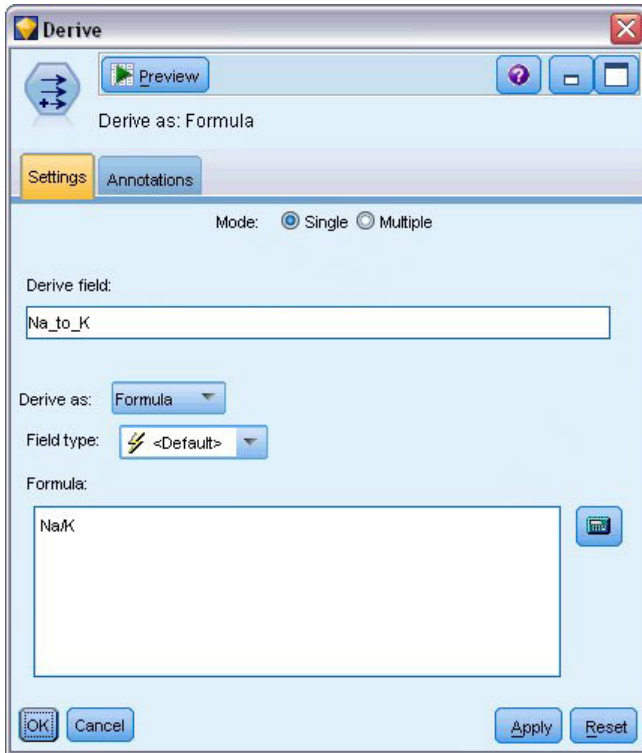 Derive
Preview
Derive as: Formula
Settings Annotations
Mode: Single Multiple
Derive field:
Na_to_K
Derive as: Formula
Field type: <Default>
Formula:
Na/K
OK Cancel Apply Reset